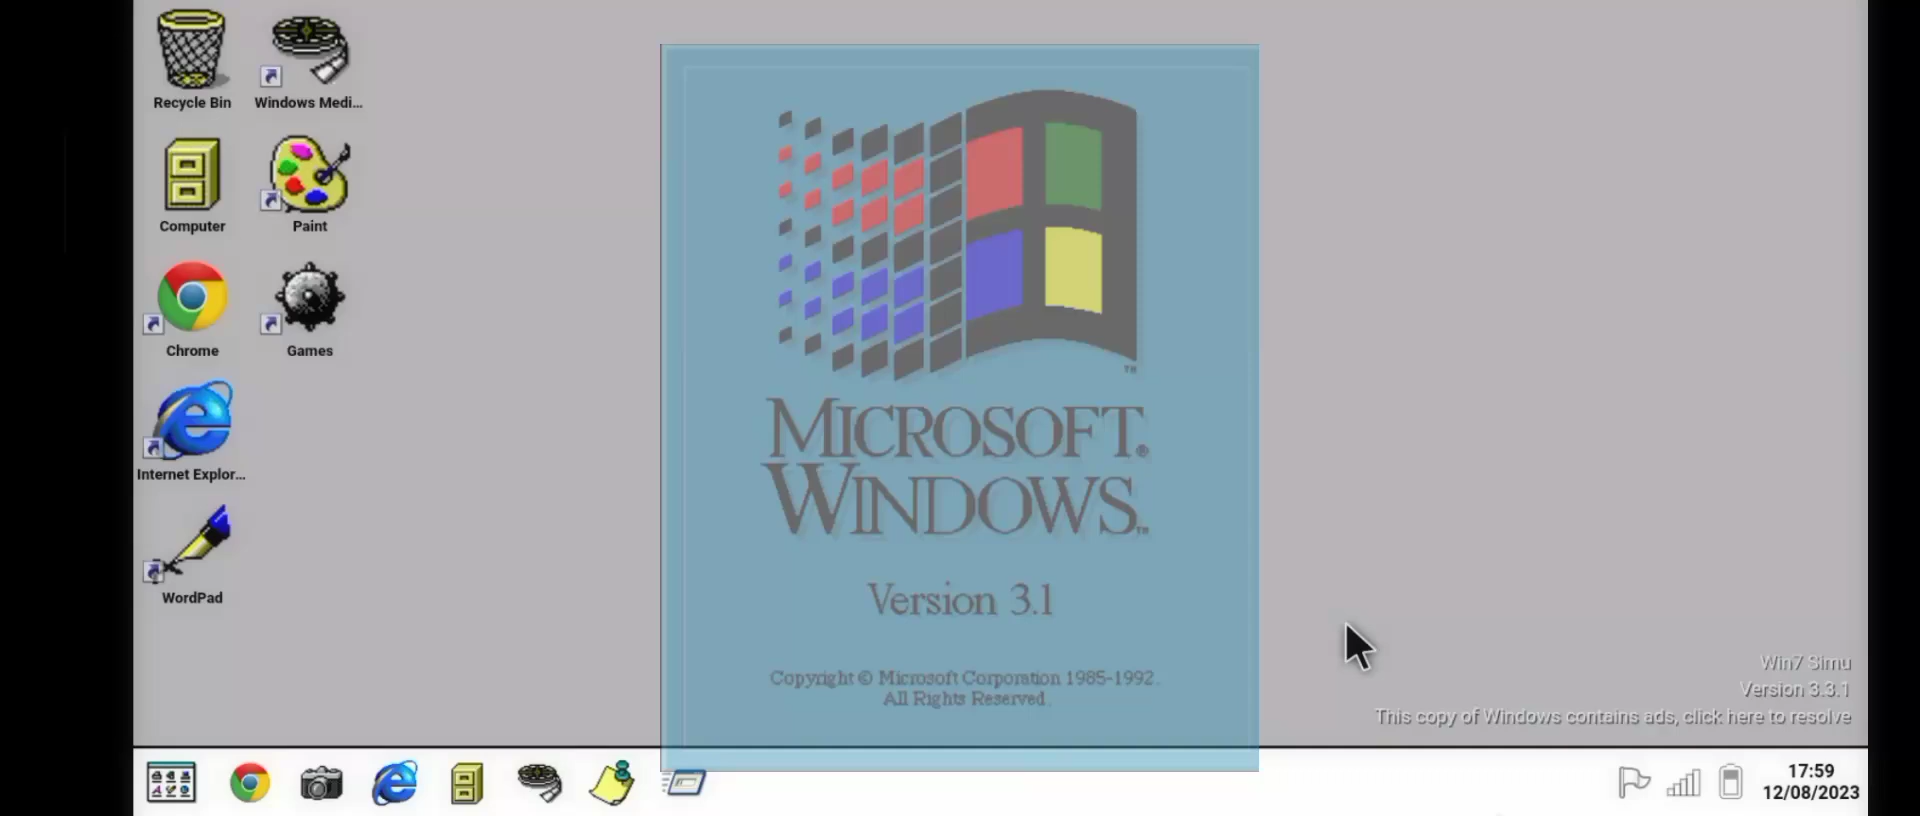 Recycle Bin
Windows Medi...
Computer
Paint
Chrome
Games
Internet Explor...
WordPad
TM
MICROSOFT®
WINDOWS™
Version 3.1
Copyright © Microsoft Corporation 1985-1992.
All Rights Reserved.
Win7 Simu
Version 3.3.1
This copy of Windows contains ads, click here to resolve
17:59
12/08/2023